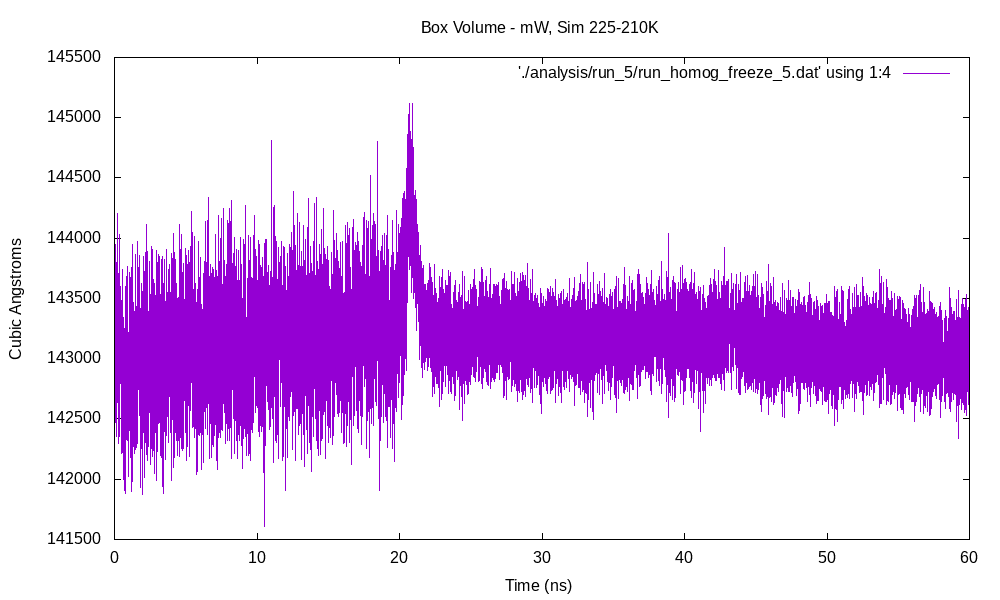 Box Volume - mW, Sim 225-210K
'./analysis/run_5/run_homog_freeze_5.dat' using 1:4
145500
145000
144500
144000
143500
143000
142500
142000
141500
Cubic Angstroms
0 10 20 30 40 50 60
Time (ns)